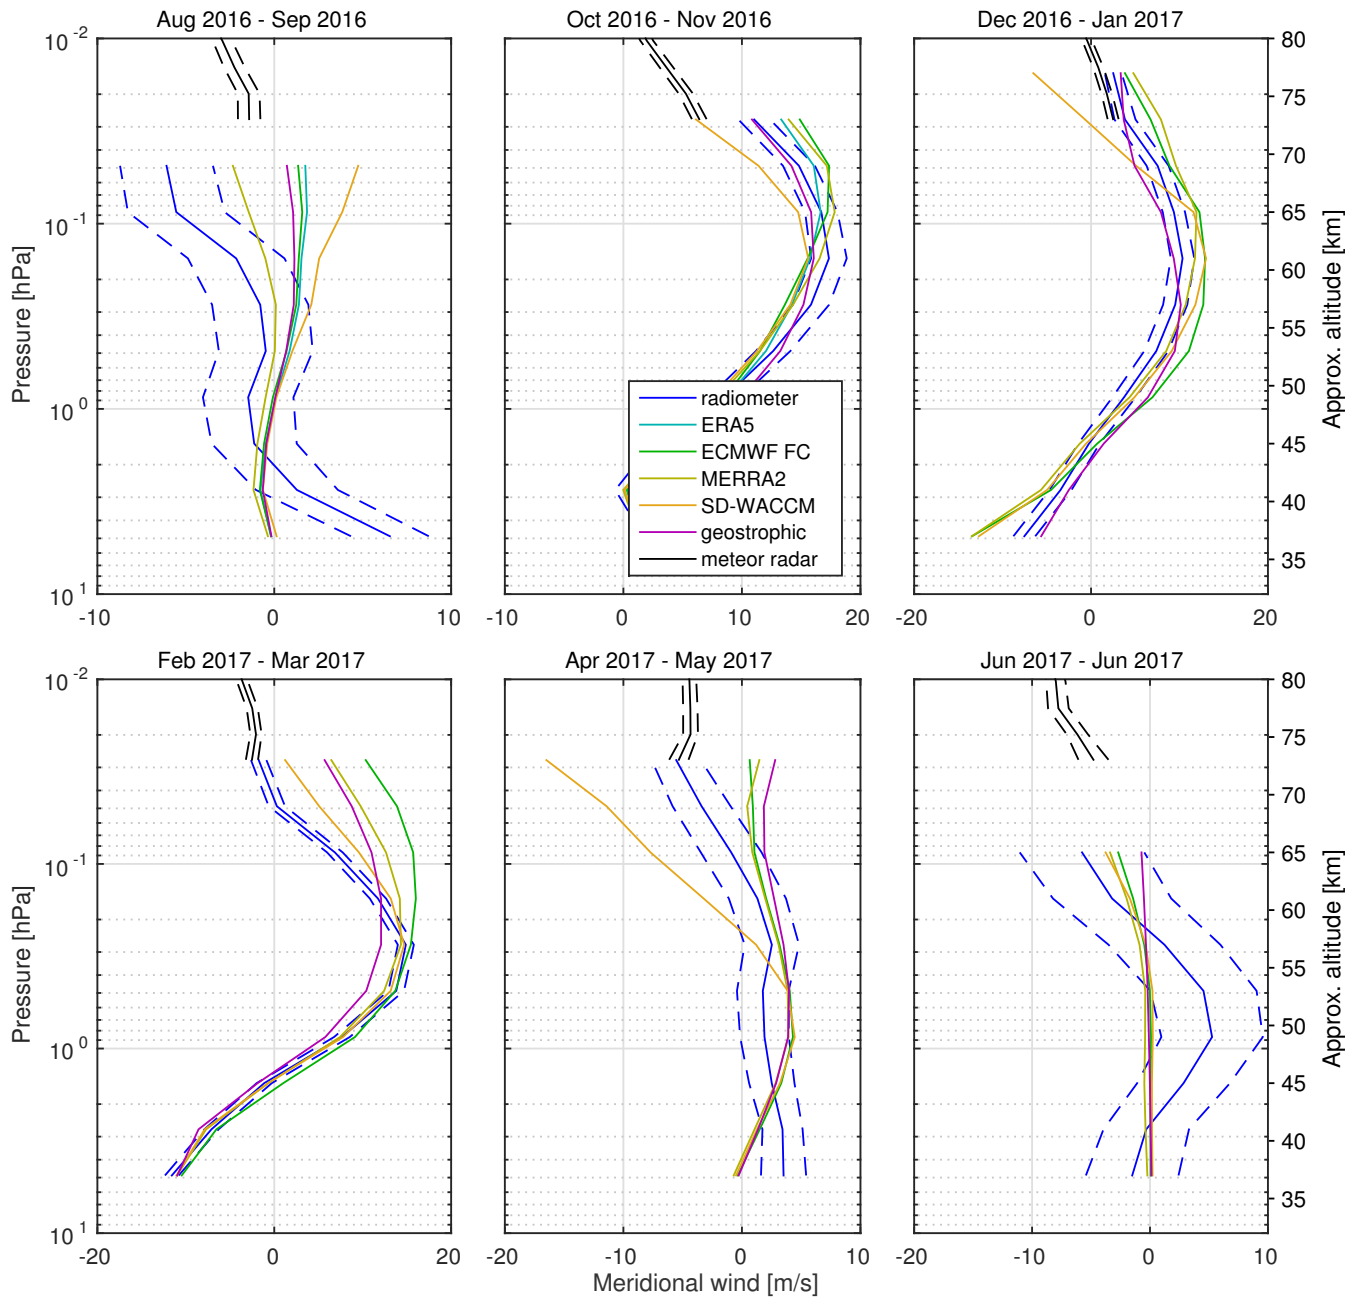 Aug 2016 - Sep 2016
Oct 2016 - Nov 2016
Dec 2016 - Jan 2017
10-2
10-1
10 0
10 1
Pressure [hPa]
-10 0 10
-20 -10 0 10 20
-20 0 20
80
75
70
65
60
55
50
45
40
35
Approx. altitude [km]
radiometer
ERA5
ECMWF FC
MERRA2
SD-WACCM
geostrophic
meteor radar
Feb 2017 - Mar 2017
Apr 2017 - May 2017
Jun 2017 - Jun 2017
10-2
10-1
10 0
10 1
Pressure [hPa]
-20 0 20
-20 -10 0 10
-20 -10 0 10
80
75
70
65
60
55
50
45
40
35
Approx. altitude [km]
Meridional wind [m/s]